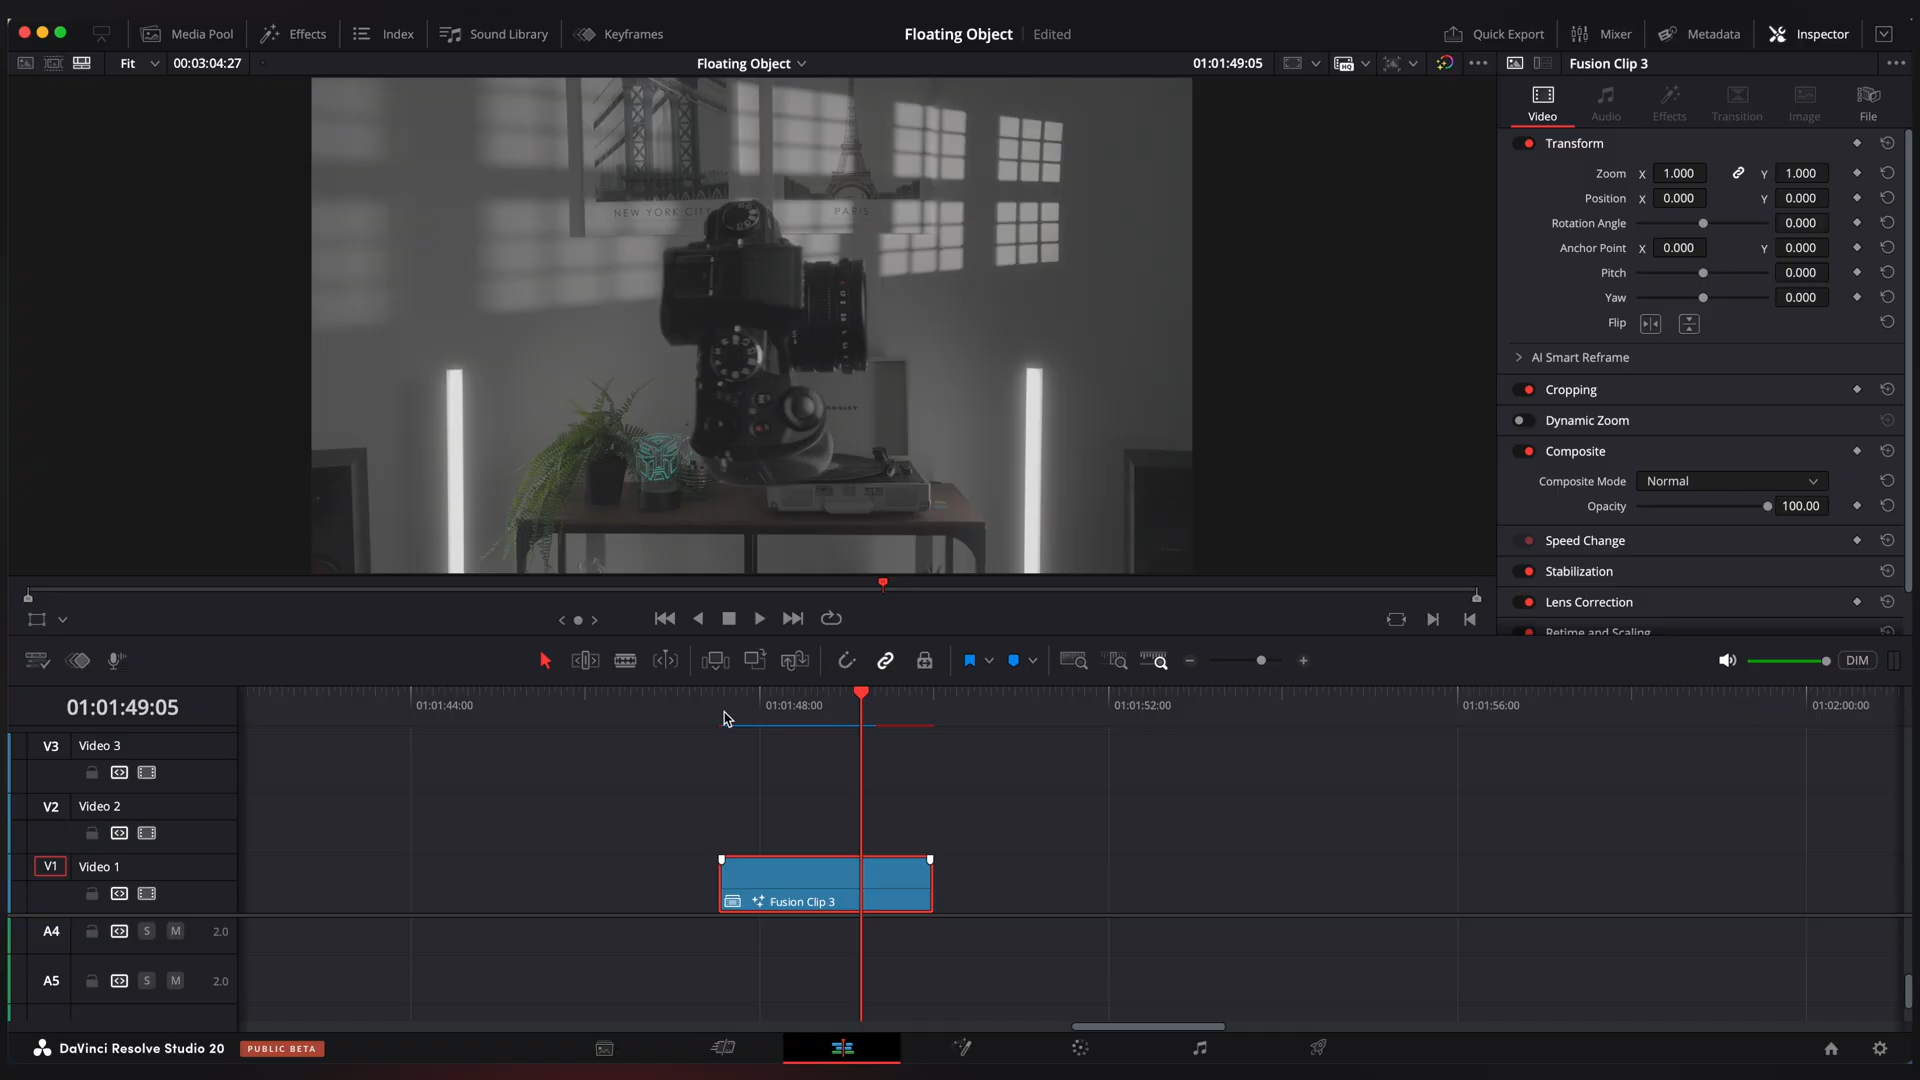 Media Pool
Effects
Index
Sound Library
Keyframes
Floating Object
Edited
Quick Export
Mixer
Metadata
Inspector
Fit
00:03:04:27
Floating Object
01:01:49:05
Fusion Clip 3
NEW YORK CITY
PARIS
Video
Audio
Effects
Transition
Image
File
Transform
Zoom X 1.000 Y 1.000
Position X 0.000 Y 0.000
Rotation Angle 0.000
Anchor Point X 0.000 Y 0.000
Pitch 0.000
Yaw 0.000
Flip
AI Smart Reframe
Cropping
Dynamic Zoom
Composite
Composite Mode Normal
Opacity 100.00
Speed Change
Stabilization
Lens Correction
Retime and Scaling
DIM
01:01:49:05
01:01:44:00
01:01:48:00
01:01:52:00
01:01:56:00
01:02:00:00
V3 Video 3
V2 Video 2
V1 Video 1
Fusion Clip 3
A4 S M 2.0
A5 S M 2.0
DaVinci Resolve Studio 20
PUBLIC BETA